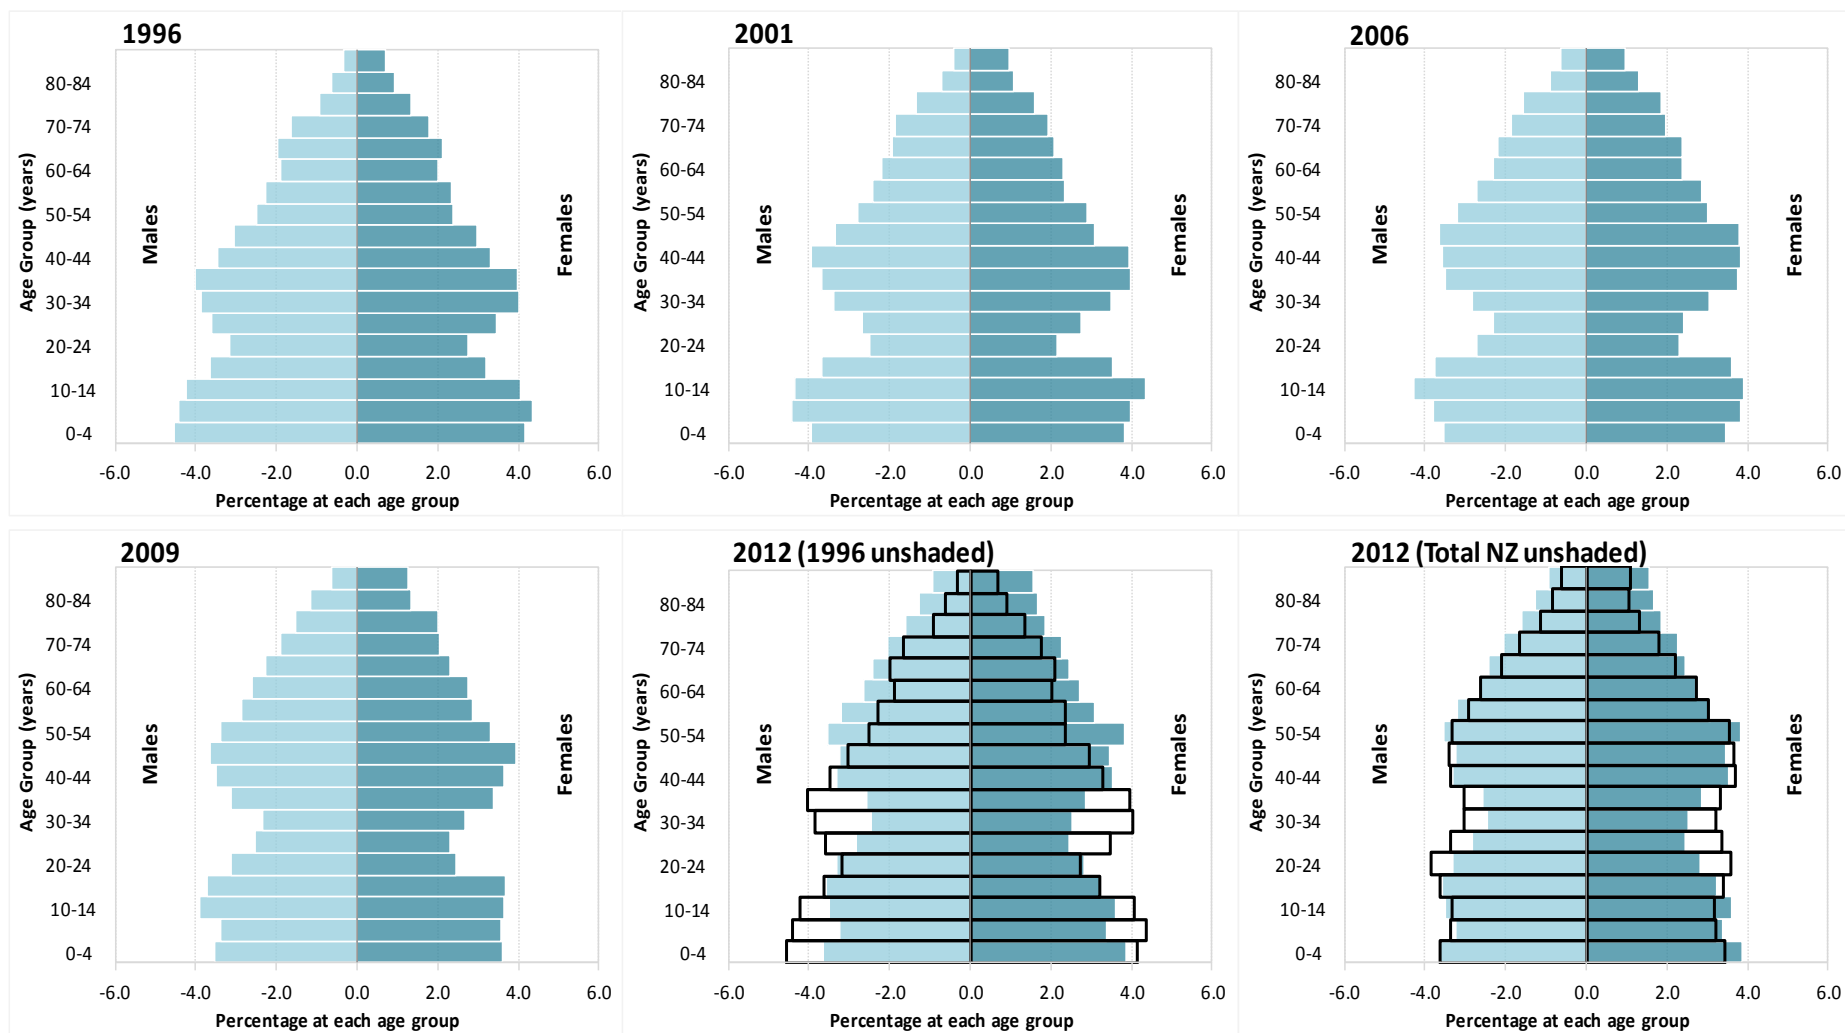 1996
80-84
70-74
60-64
50-54
40-44
30-34
20-24
10-14
0-4
Age Group (years)
Males
Females
-6.0 -4.0 -2.0 0.0 2.0 4.0 6.0
Percentage at each age group
2001
80-84
70-74
60-64
50-54
40-44
30-34
20-24
10-14
0-4
Age Group (years)
Males
Females
-6.0 -4.0 -2.0 0.0 2.0 4.0 6.0
Percentage at each age group
2006
80-84
70-74
60-64
50-54
40-44
30-34
20-24
10-14
0-4
Age Group (years)
Males
Females
-6.0 -4.0 -2.0 0.0 2.0 4.0 6.0
Percentage at each age group
2009
80-84
70-74
60-64
50-54
40-44
30-34
20-24
10-14
0-4
Age Group (years)
Males
Females
-6.0 -4.0 -2.0 0.0 2.0 4.0 6.0
Percentage at each age group
2012 (1996 unshaded)
80-84
70-74
60-64
50-54
40-44
30-34
20-24
10-14
0-4
Age Group (years)
Males
Females
-6.0 -4.0 -2.0 0.0 2.0 4.0 6.0
Percentage at each age group
2012 (Total NZ unshaded)
80-84
70-74
60-64
50-54
40-44
30-34
20-24
10-14
0-4
Age Group (years)
Males
Females
-6.0 -4.0 -2.0 0.0 2.0 4.0 6.0
Percentage at each age group